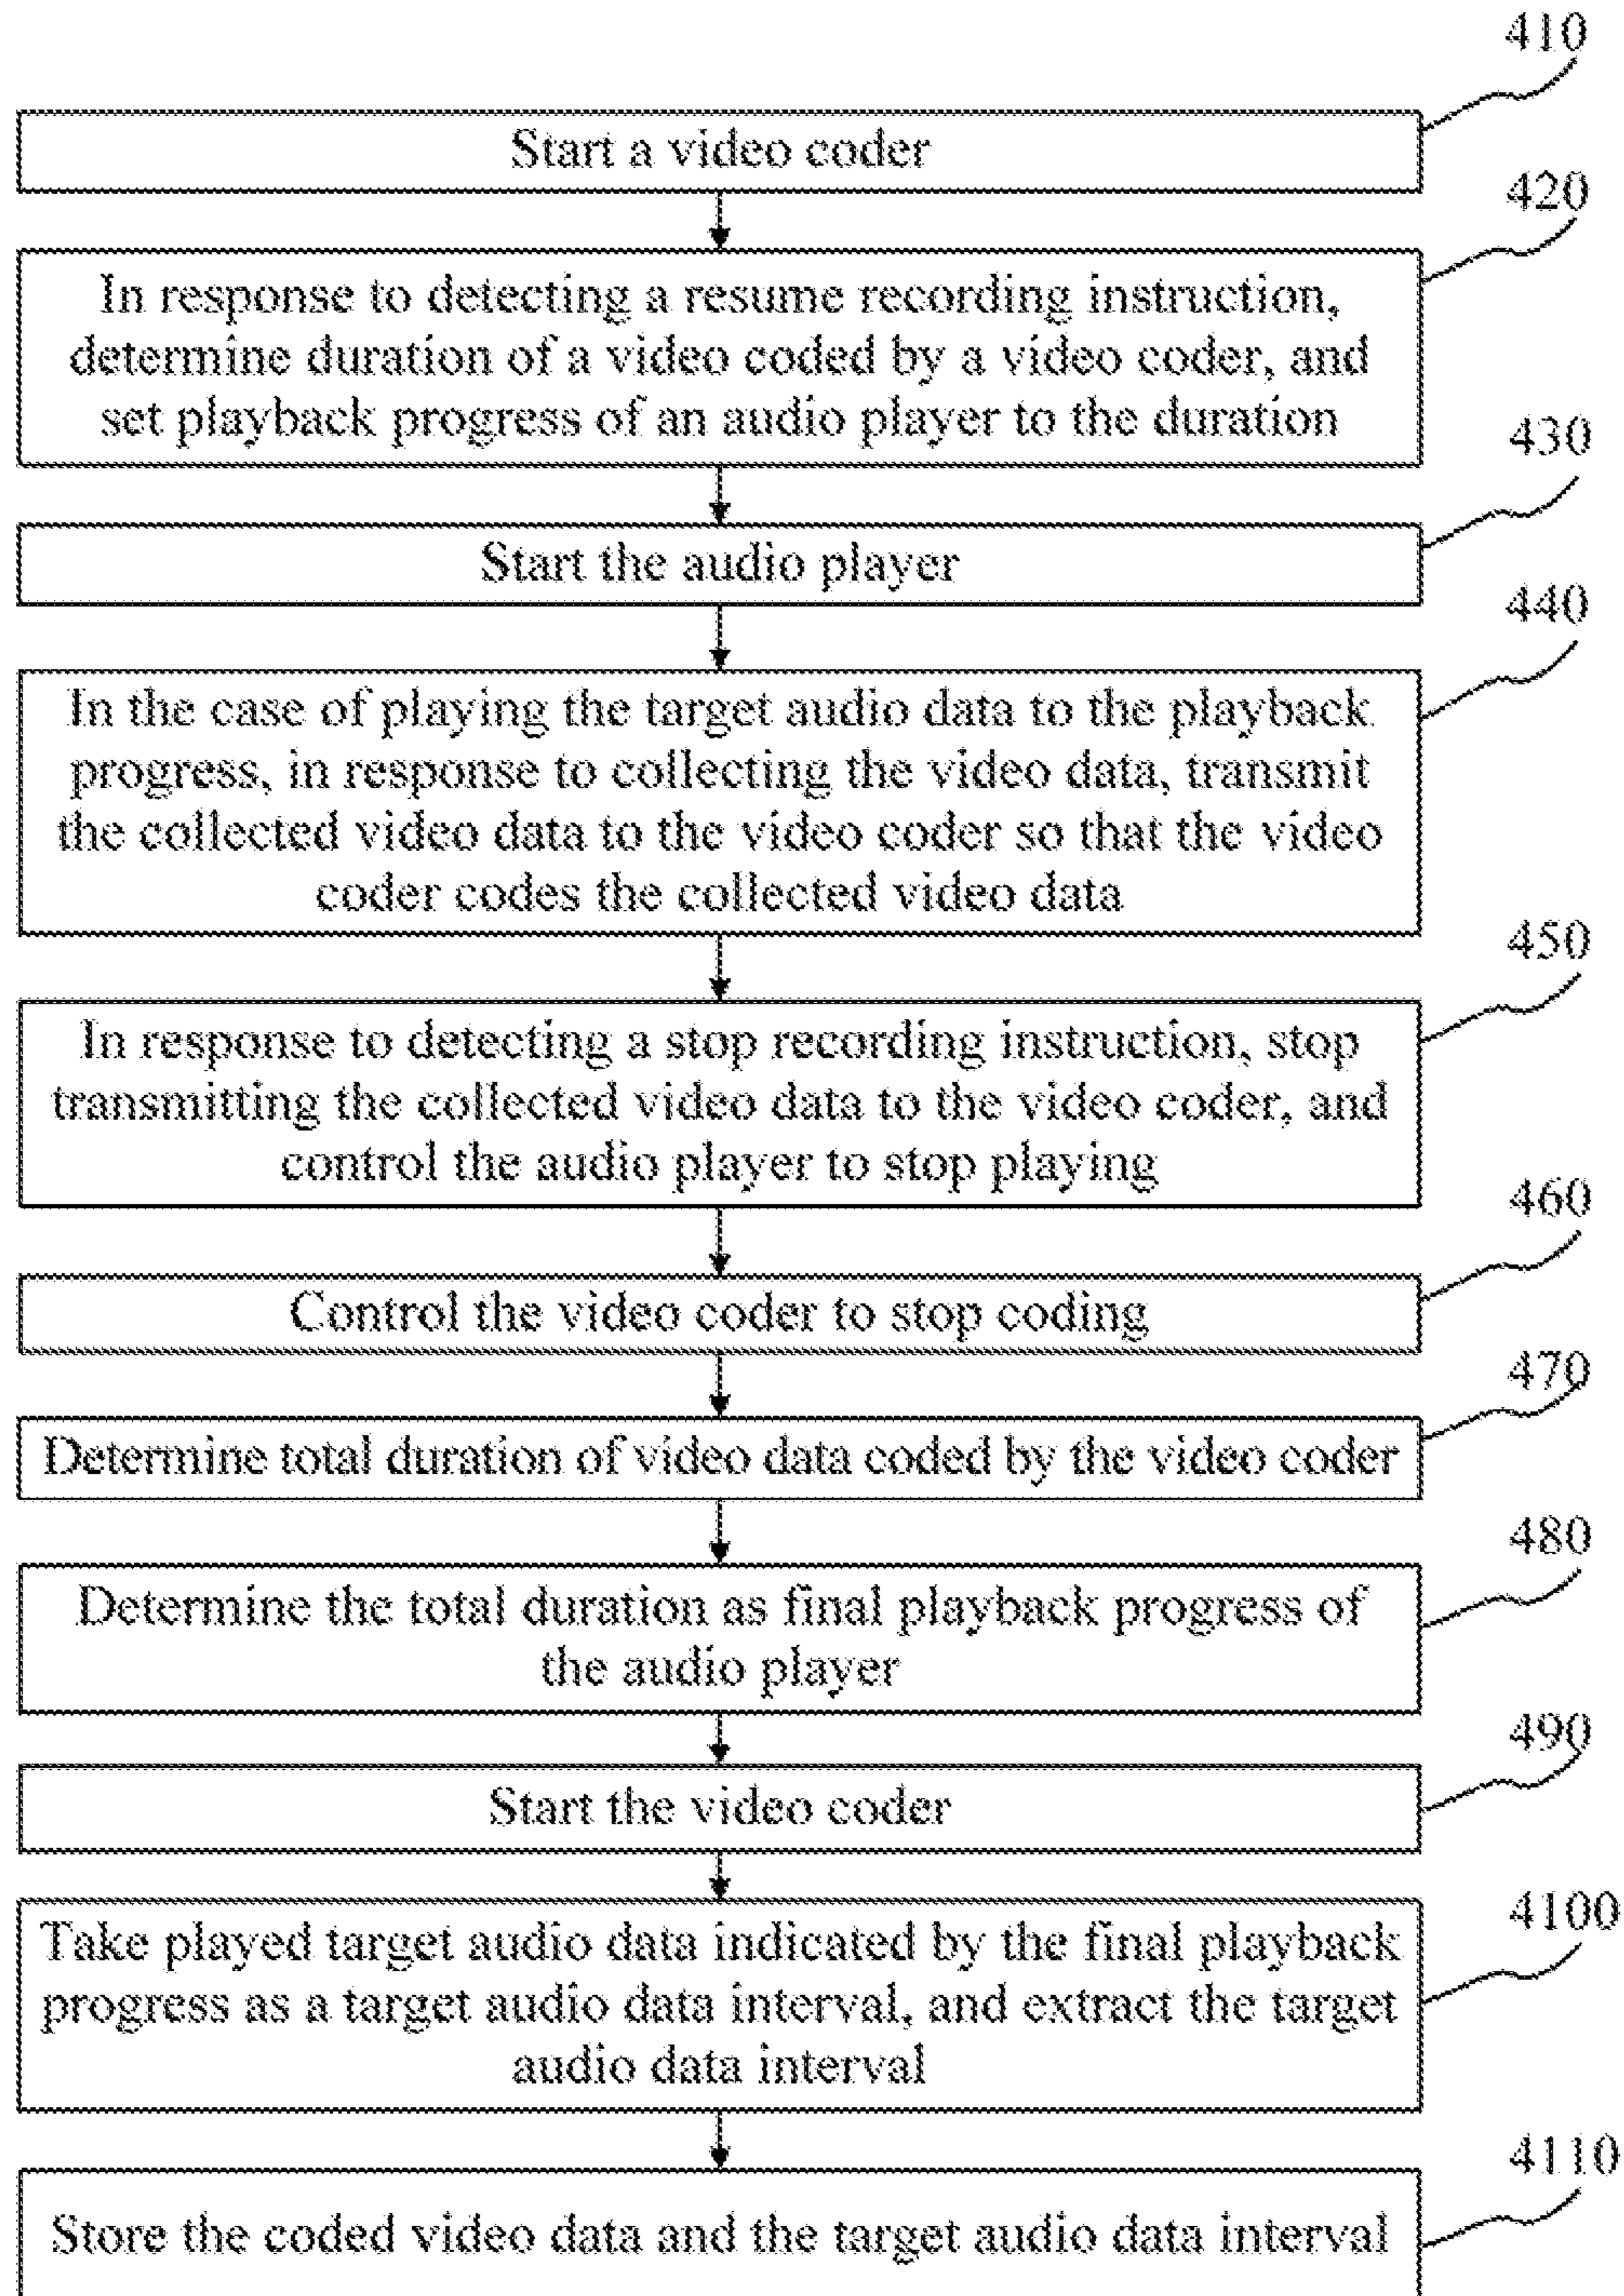 410
Start a video coder
420
In response to detecting a resume recording instruction,
determine duration of a video coded by a video coder, and
set playback progress of an audio player to the duration
430
Start the audio player
440
In the case of playing the target audio data to the playback
progress, in response to collecting the video data, transmit
the collected video data to the video coder so that the video
coder codes the collected video data
450
In response to detecting a stop recording instruction, stop
transmitting the collected video data to the video coder, and
control the audio player to stop playing
460
Control the video coder to stop coding
470
Determine total duration of video data coded by the video coder
480
Determine the total duration as final playback progress of
the audio player
490
Start the video coder
4100
Take played target audio data indicated by the final playback
progress as a target audio data interval, and extract the target
audio data interval
4110
Store the coded video data and the target audio data interval